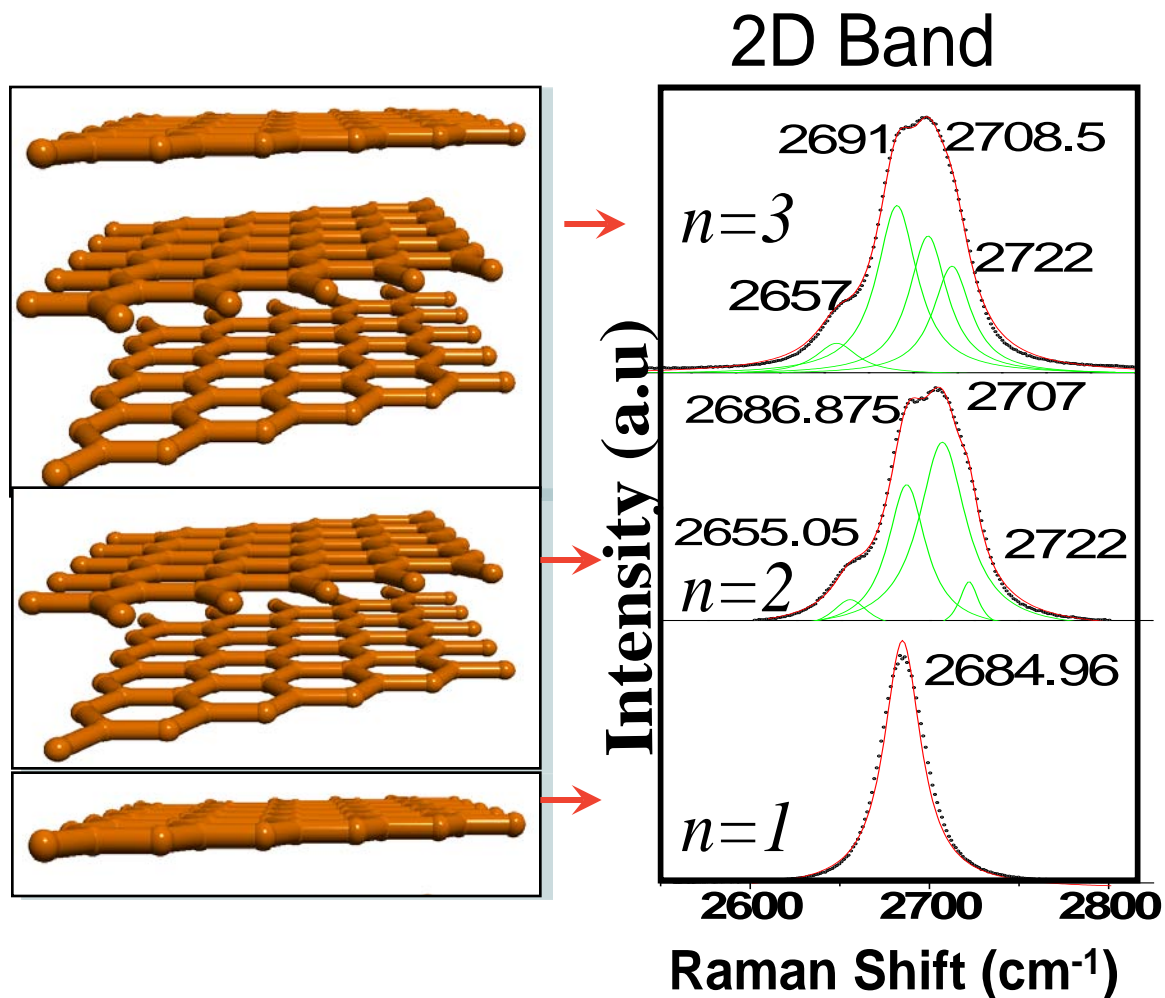 2D Band
2691
2708.5
n=3
2722
2657
2707
2686.875
2655.05
2722
n=2
2684.96
n=1
Intensity (a.u)
2600 2700 2800
Raman Shift (cm-1)